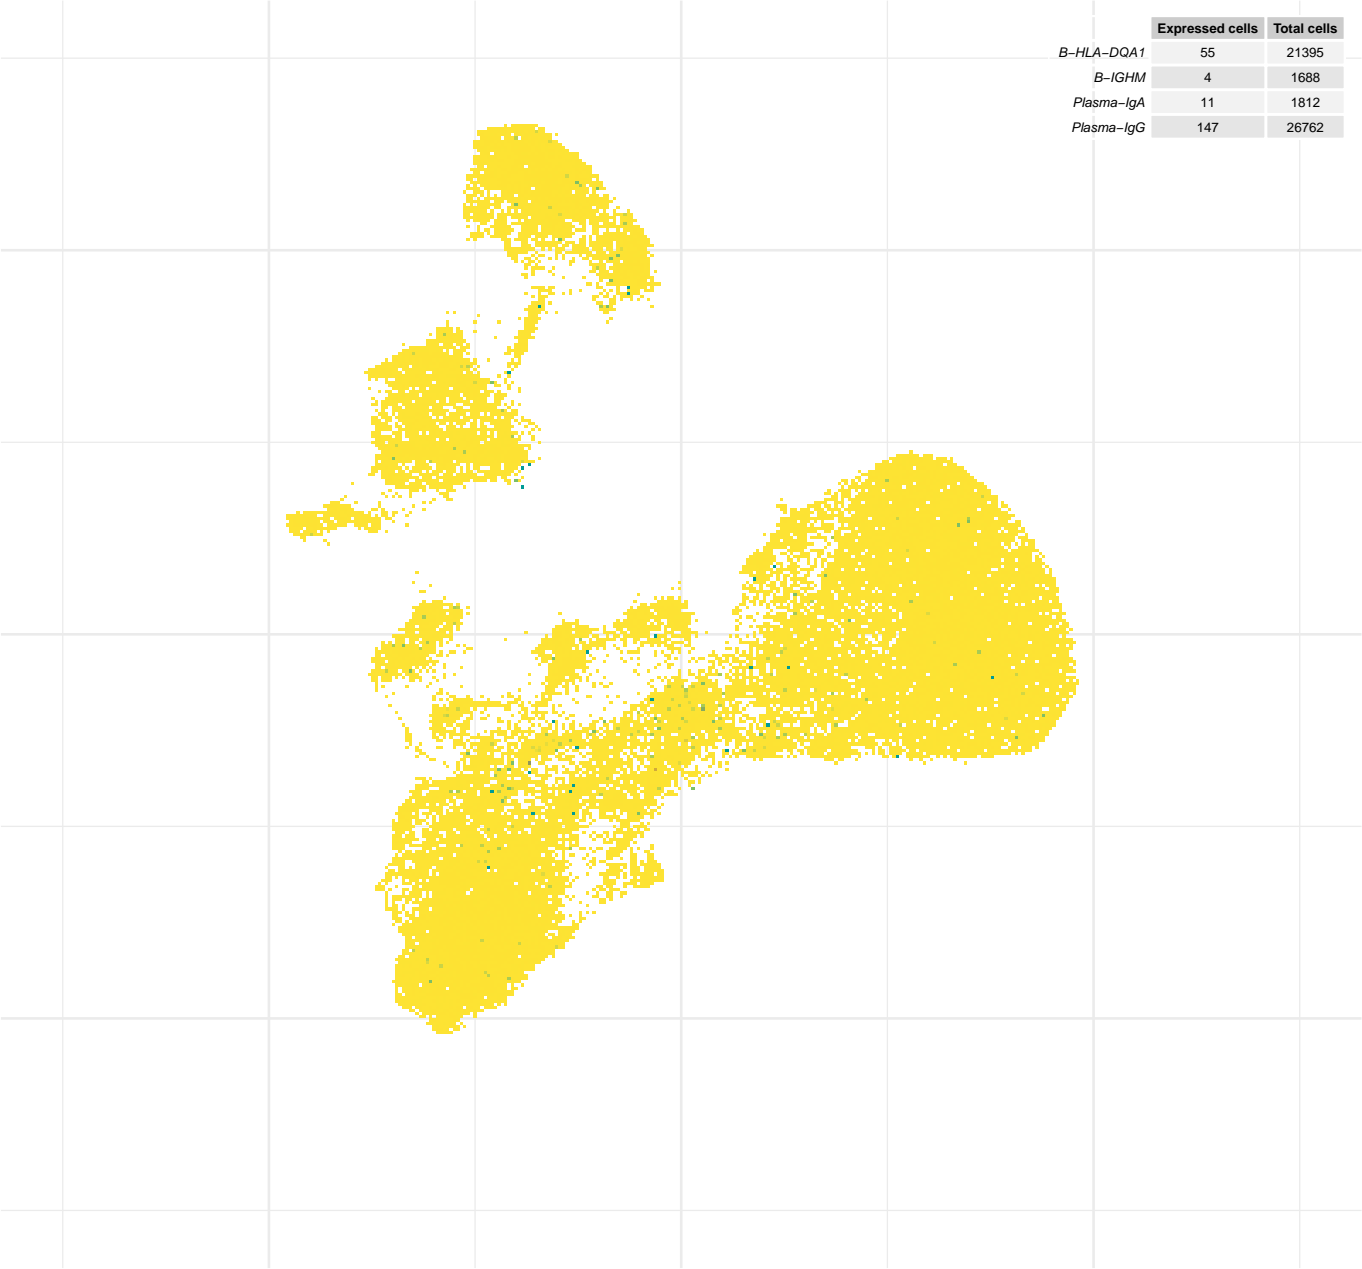 Expressed cells Total cells
B−HLA−DQA1 55 21395
B−IGHM 4 1688
Plasma−IgA 11 1812
Plasma−IgG 147 26762